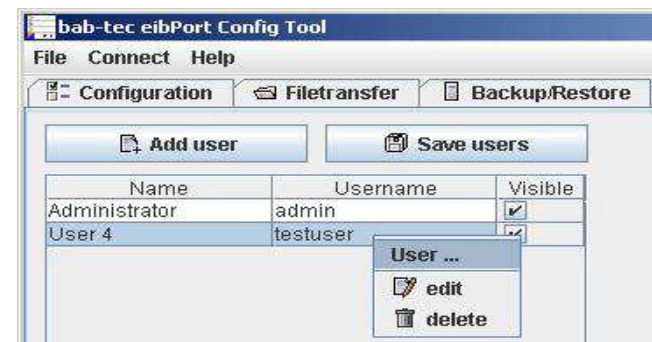 bab-tec eibPort Config Tool
File Connect Help
Configuration Filetransfer Backup/Restore
Add user Save users
Name Username Visible
Administrator admin
User 4 testuser
User ...
edit
delete